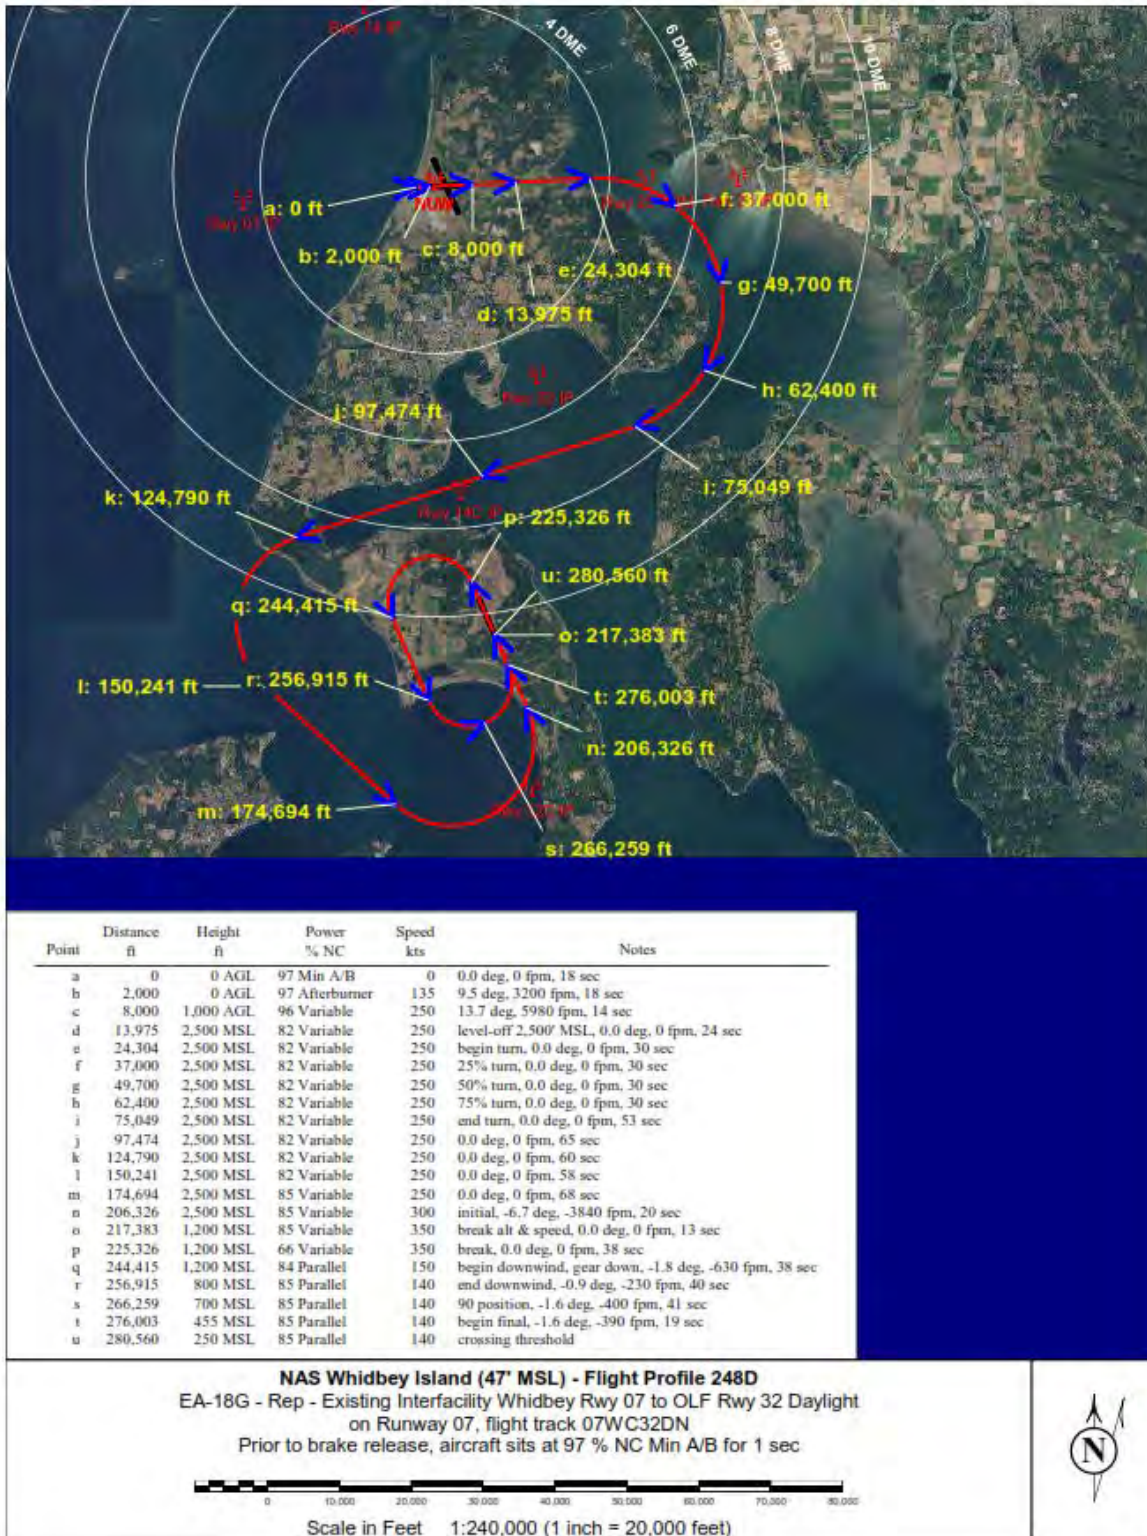 Rwy 14 IP
4 DME
6 DME
8 DME
10 DME
a: 0 ft
NUW
f: 37,000 ft
b: 2,000 ft
c: 8,000 ft
e: 24,304 ft
g: 49,700 ft
d: 13,975 ft
h: 62,400 ft
j: 97,474 ft
i: 75,049 ft
k: 124,790 ft
p: 225,326 ft
u: 280,560 ft
q: 244,415 ft
o: 217,383 ft
l: 150,241 ft
r: 256,915 ft
t: 276,003 ft
n: 206,326 ft
m: 174,694 ft
s: 266,259 ft
Point Distance ft Height ft Power % NC Speed kts Notes
a 0 0 AGL 97 Min A/B 0 0.0 deg, 0 fpm, 18 sec
b 2,000 0 AGL 97 Afterburner 135 9.5 deg, 3200 fpm, 18 sec
c 8,000 1,000 AGL 96 Variable 250 13.7 deg, 5980 fpm, 14 sec
d 13,975 2,500 MSL 82 Variable 250 level-off 2,500' MSL, 0.0 deg, 0 fpm, 24 sec
e 24,304 2,500 MSL 82 Variable 250 begin turn, 0.0 deg, 0 fpm, 30 sec
f 37,000 2,500 MSL 82 Variable 250 25% turn, 0.0 deg, 0 fpm, 30 sec
g 49,700 2,500 MSL 82 Variable 250 50% turn, 0.0 deg, 0 fpm, 30 sec
h 62,400 2,500 MSL 82 Variable 250 75% turn, 0.0 deg, 0 fpm, 30 sec
i 75,049 2,500 MSL 82 Variable 250 end turn, 0.0 deg, 0 fpm, 53 sec
j 97,474 2,500 MSL 82 Variable 250 0.0 deg, 0 fpm, 65 sec
k 124,790 2,500 MSL 82 Variable 250 0.0 deg, 0 fpm, 60 sec
l 150,241 2,500 MSL 82 Variable 250 0.0 deg, 0 fpm, 58 sec
m 174,694 2,500 MSL 85 Variable 250 0.0 deg, 0 fpm, 68 sec
n 206,326 2,500 MSL 85 Variable 300 initial, -6.7 deg, -3840 fpm, 20 sec
o 217,383 1,200 MSL 85 Variable 350 break alt & speed, 0.0 deg, 0 fpm, 13 sec
p 225,326 1,200 MSL 66 Variable 350 break, 0.0 deg, 0 fpm, 38 sec
q 244,415 1,200 MSL 84 Parallel 150 begin downwind, gear down, -1.8 deg, -630 fpm, 38 sec
r 256,915 800 MSL 85 Parallel 140 end downwind, -0.9 deg, -230 fpm, 40 sec
s 266,259 700 MSL 85 Parallel 140 90 position, -1.6 deg, -400 fpm, 41 sec
t 276,003 455 MSL 85 Parallel 140 begin final, -1.6 deg, -390 fpm, 19 sec
u 280,560 250 MSL 85 Parallel 140 crossing threshold
NAS Whidbey Island (47' MSL) - Flight Profile 248D
EA-18G - Rep - Existing Interfacility Whidbey Rwy 07 to OLF Rwy 32 Daylight
on Runway 07, flight track 07WC32DN
Prior to brake release, aircraft sits at 97 % NC Min A/B for 1 sec
N
0 10,000 20,000 30,000 40,000 50,000 60,000 70,000 80,000
Scale in Feet 1:240,000 (1 inch = 20,000 feet)